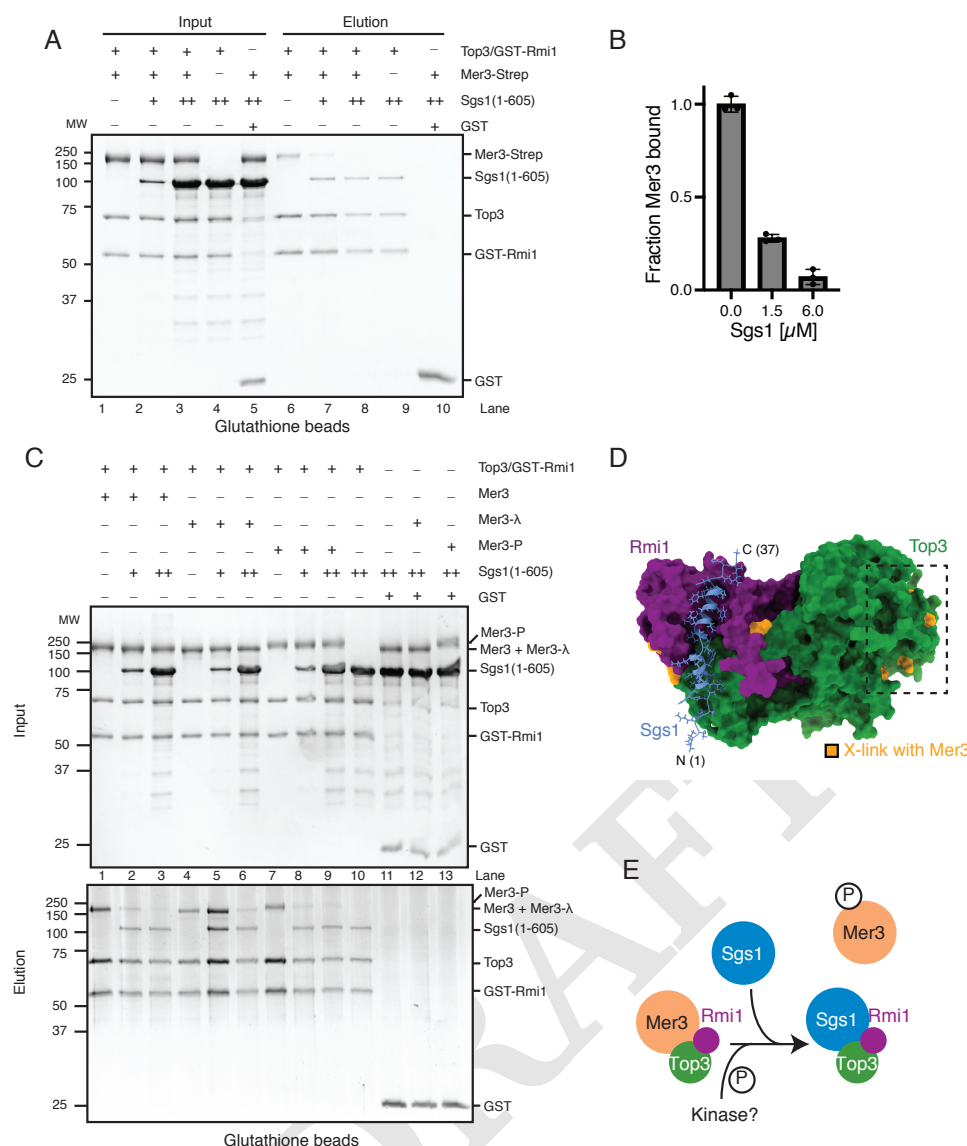 A
Input Elution
+ + + + – + + + + – Top3/GST-Rmi1
+ + + – + + + + – + Mer3-Strep
– + ++ ++ ++ – + ++ ++ ++ Sgs1(1-605)
– – – – + – – – – + GST
MW
250
150
100
75
50
37
25
Mer3-Strep
Sgs1(1-605)
Top3
GST-Rmi1
GST
1 2 3 4 5 6 7 8 9 10 Lane
Glutathione beads
B
Fraction Mer3 bound
1.0
0.5
0.0
0.0 1.5 6.0
Sgs1 [µM]
C
+ + + + + + + + + + – – – Top3/GST-Rmi1
+ + + – – – – – – – + – – Mer3
– – – + + + – – – – – + – Mer3-λ
– – – – – – + + + – – – + Mer3-P
– + ++ – + ++ – + ++ ++ ++ ++ ++ Sgs1(1-605)
– – – – – – – – – – + + + GST
MW
250
150
100
75
50
37
25
Input
Mer3-P
Mer3 + Mer3-λ
Sgs1(1-605)
Top3
GST-Rmi1
GST
1 2 3 4 5 6 7 8 9 10 11 12 13 Lane
250
150
100
75
50
37
25
Elution
Mer3-P
Mer3 + Mer3-λ
Sgs1(1-605)
Top3
GST-Rmi1
GST
Glutathione beads
D
Rmi1
C (37)
Top3
Sgs1
N (1)
X-link with Mer3
E
P
Mer3
Sgs1
Mer3
Rmi1
Top3
P
Kinase?
Sgs1
Rmi1
Top3
DRAFT